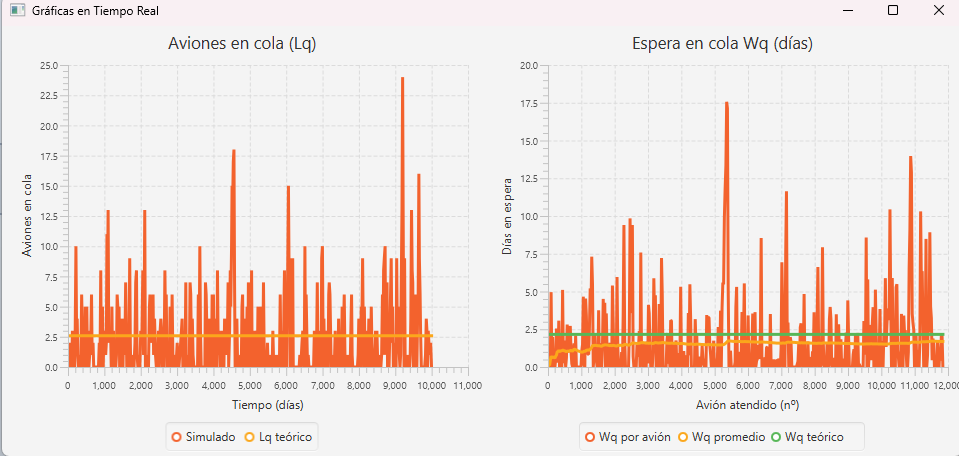 Gráficas en Tiempo Real
Aviones en cola (Lq)
25.0
22.5
20.0
17.5
15.0
12.5
10.0
7.5
5.0
2.5
0.0
Aviones en cola
0 1,000 2,000 3,000 4,000 5,000 6,000 7,000 8,000 9,000 10,000 11,000
Tiempo (días)
Simulado Lq teórico
Espera en cola Wq (días)
20.0
17.5
15.0
12.5
10.0
7.5
5.0
2.5
0.0
Días en espera
0 1,000 2,000 3,000 4,000 5,000 6,000 7,000 8,000 9,000 10,000 11,000 12,000
Avión atendido (nº)
Wq por avión Wq promedio Wq teórico